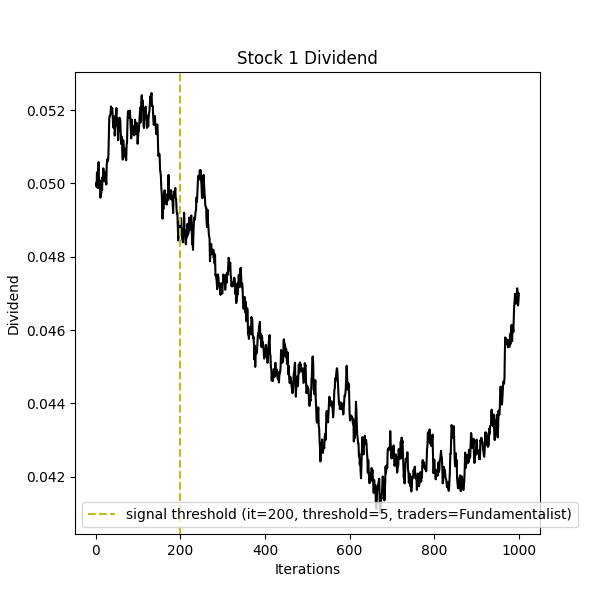 Stock 1 Dividend
Dividend
0.052
0.050
0.048
0.046
0.044
0.042
signal threshold (it=200, threshold=5, traders=Fundamentalist)
0 200 400 600 800 1000
Iterations